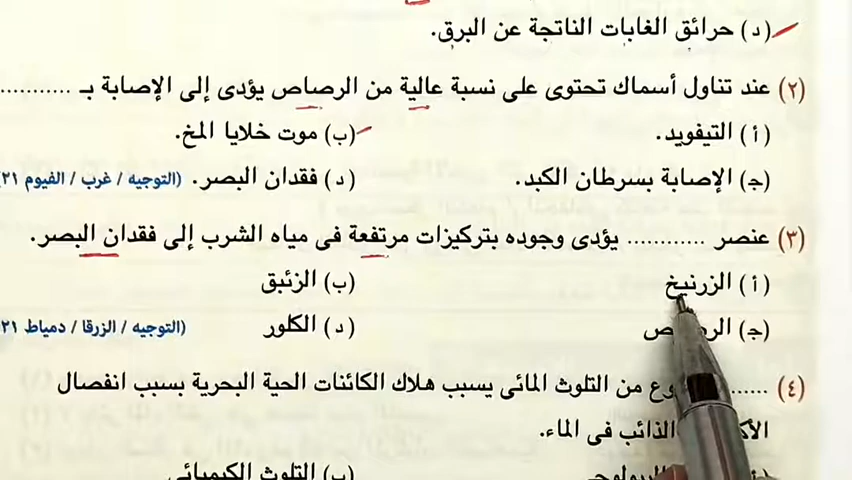 (د) حرائق الغابات الناتجة عن البرق.
(٢) عند تناول أسماك تحتوى على نسبة عالية من الرصاص يؤدى إلى الإصابة بـ ..........
(أ) التيفويد. (ب) موت خلايا المخ.
(جـ) الإصابة بسرطان الكبد. (د) فقدان البصر. (التوجيه / غرب / الفيوم ٢١
(٣) عنصر ............ يؤدى وجوده بتركيزات مرتفعة فى مياه الشرب إلى فقدان البصر.
(أ) الزرنيخ (ب) الزئبق
(جـ) (د) الكلور (التوجيه / الزرقا / دمياط ٢١
(٤) ...... من التلوث المائى يسبب هلاك الكائنات الحية البحرية بسبب انفصال
الذائب فى الماء.
(ب) التلوث الكيميائى